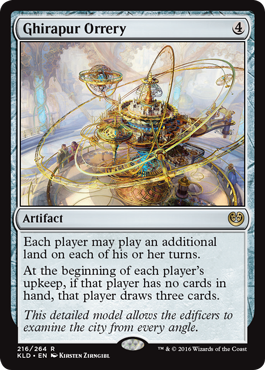 Ghirapur Orrery 4
Artifact
Each player may play an additional
land on each of his or her turns.
At the beginning of each player's
upkeep, if that player has no cards in
hand, that player draws three cards.
This detailed model allows the edificers to
examine the city from every angle.
216/264 R
KLD • EN KIRSTEN ZIRNGIBL
™ & © 2016 Wizards of the Coast